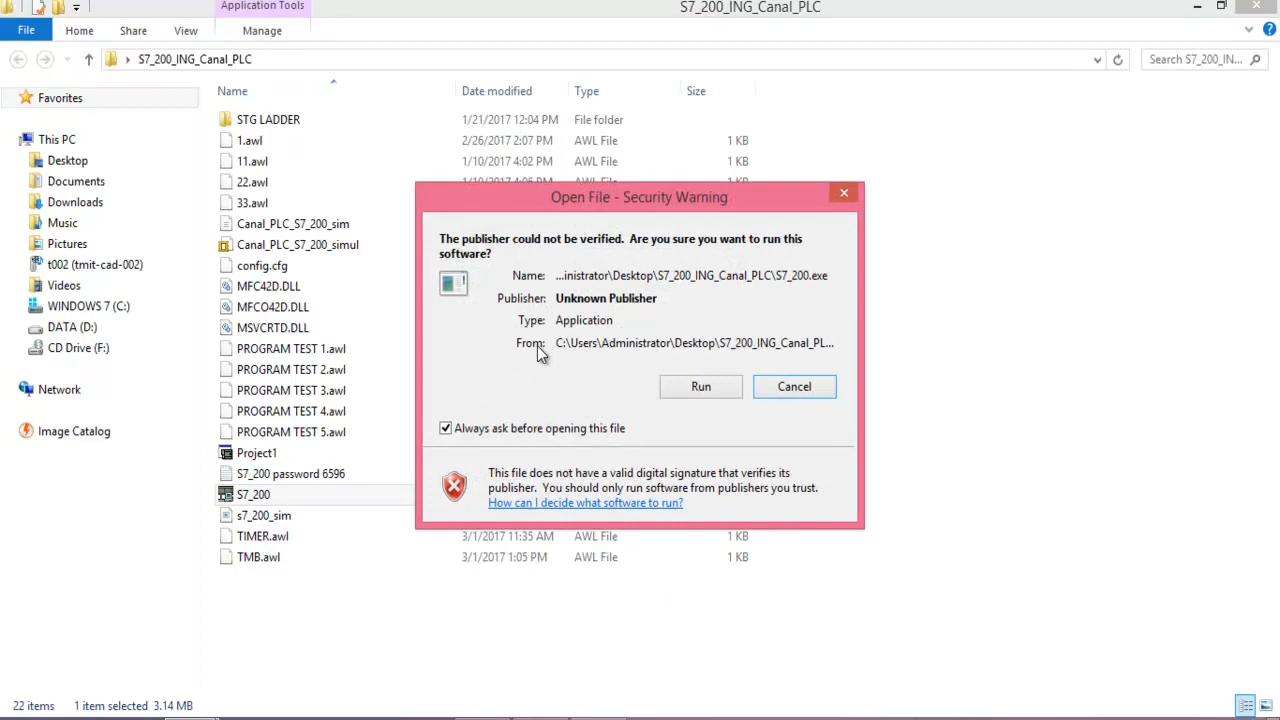 Application Tools
S7_200_ING_Canal_PLC
File
Home
Share
View
Manage
S7_200_ING_Canal_PLC
Search S7_200_IN...
Favorites
This PC
Desktop
Documents
Downloads
Music
Pictures
t002 (tmit-cad-002)
Videos
WINDOWS 7 (C:)
DATA (D:)
CD Drive (F:)
Network
Image Catalog
Name Date modified Type Size
STG LADDER 1/21/2017 12:04 PM File folder
1.awl 2/26/2017 2:07 PM AWL File 1 KB
11.awl 1/10/2017 4:02 PM AWL File 1 KB
22.awl 1/10/2017 4:06 PM AWL File 1 KB
33.awl
Canal_PLC_S7_200_sim
Canal_PLC_S7_200_simul
config.cfg
MFC42D.DLL
MFCO42D.DLL
MSVCRTD.DLL
PROGRAM TEST 1.awl
PROGRAM TEST 2.awl
PROGRAM TEST 3.awl
PROGRAM TEST 4.awl
PROGRAM TEST 5.awl
Project1
S7_200 password 6596
S7_200
s7_200_sim
TIMER.awl 3/1/2017 11:35 AM AWL File 1 KB
TMB.awl 3/1/2017 1:05 PM AWL File 1 KB
Open File - Security Warning
The publisher could not be verified. Are you sure you want to run this
software?
Name: ...inistrator\Desktop\S7_200_ING_Canal_PLC\S7_200.exe
Publisher: Unknown Publisher
Type: Application
From: C:\Users\Administrator\Desktop\S7_200_ING_Canal_PL...
Run
Cancel
Always ask before opening this file
This file does not have a valid digital signature that verifies its
publisher. You should only run software from publishers you trust.
How can I decide what software to run?
22 items 1 item selected 3.14 MB